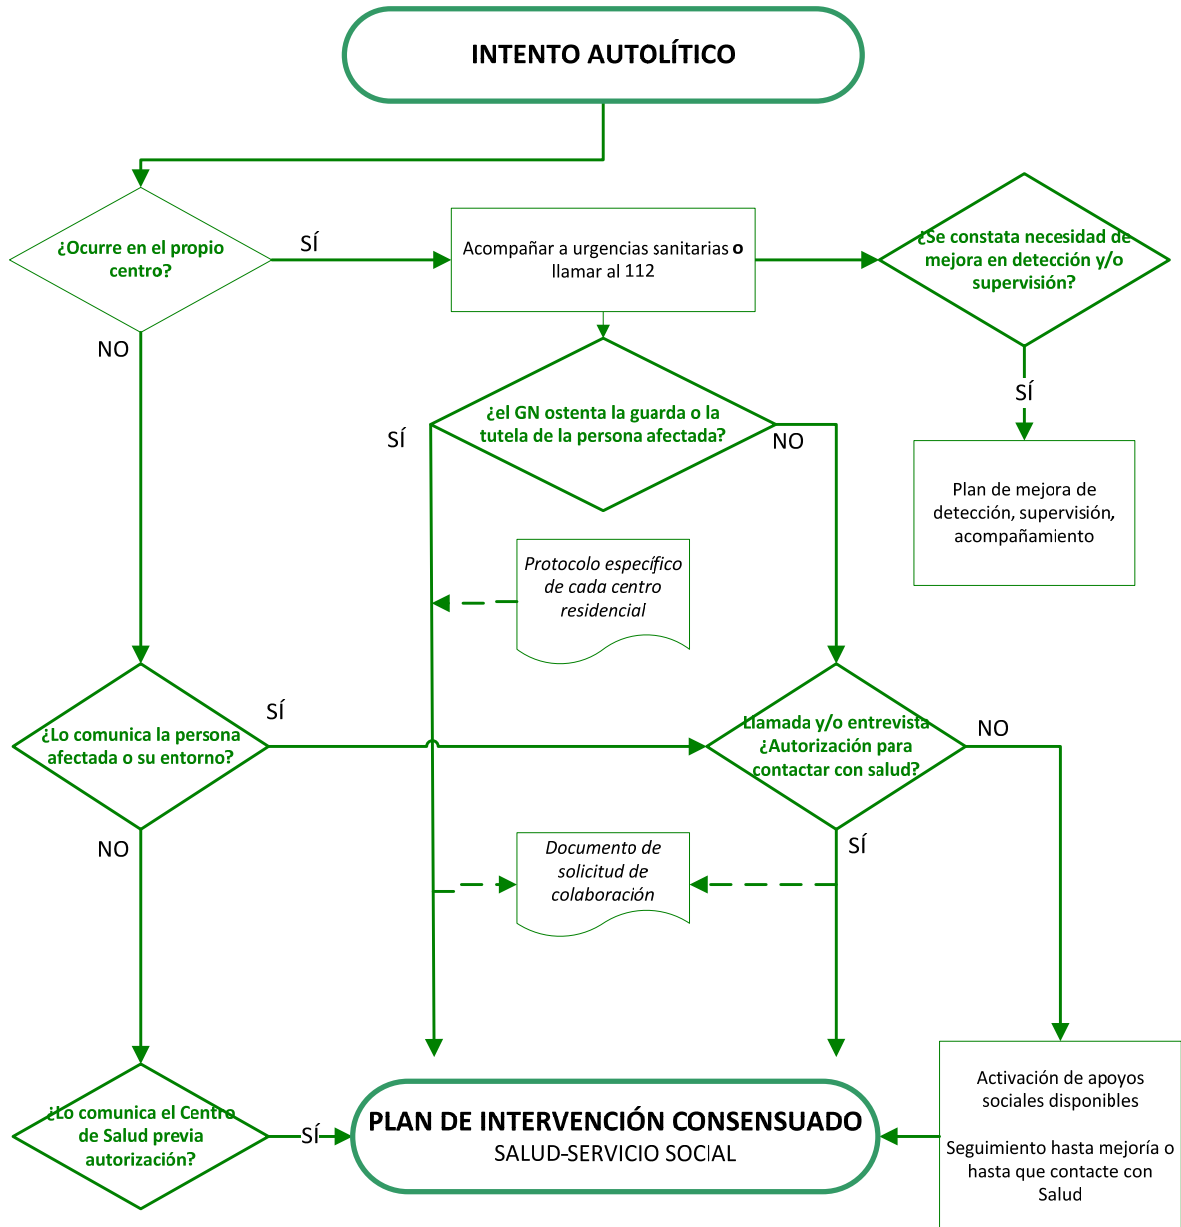 INTENTO AUTOLÍTICO
¿Ocurre en el propio
centro?
SÍ
NO
Acompañar a urgencias sanitarias o
llamar al 112
¿Se constata necesidad de
mejora en detección y/o
supervisión?
SÍ
Plan de mejora de
detección, supervisión,
acompañamiento
¿el GN ostenta la guarda o la
tutela de la persona afectada?
SÍ
NO
Protocolo específico
de cada centro
residencial
¿Lo comunica la persona
afectada o su entorno?
SÍ
NO
Llamada y/o entrevista
¿Autorización para
contactar con salud?
NO
SÍ
Documento de
solicitud de
colaboración
¿Lo comunica el Centro
de Salud previa
autorización?
SÍ
PLAN DE INTERVENCIÓN CONSENSUADO
SALUD-SERVICIO SOCIAL
Activación de apoyos
sociales disponibles
Seguimiento hasta mejoría o
hasta que contacte con
Salud